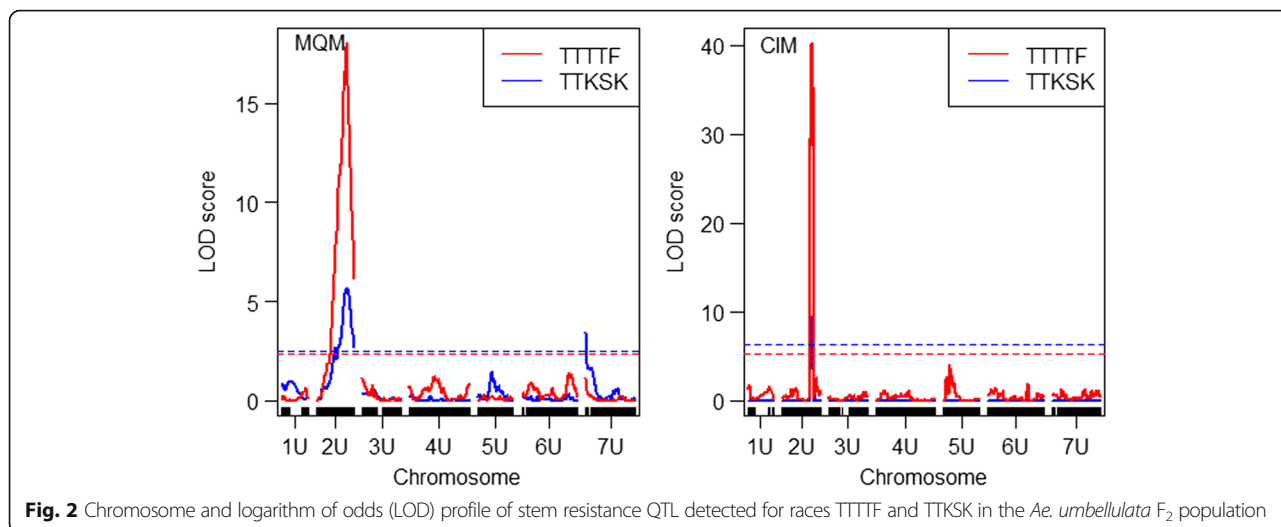 MQM
TTTTF
TTKSK
15
10
5
0
LOD score
1U 2U 3U 4U 5U 6U 7U
Chromosome
CIM
TTTTF
TTKSK
40
30
20
10
0
LOD score
1U 2U 3U 4U 5U 6U 7U
Chromosome
Fig. 2 Chromosome and logarithm of odds (LOD) profile of stem resistance QTL detected for races TTTTF and TTKSK in the Ae. umbellulata F₂ population